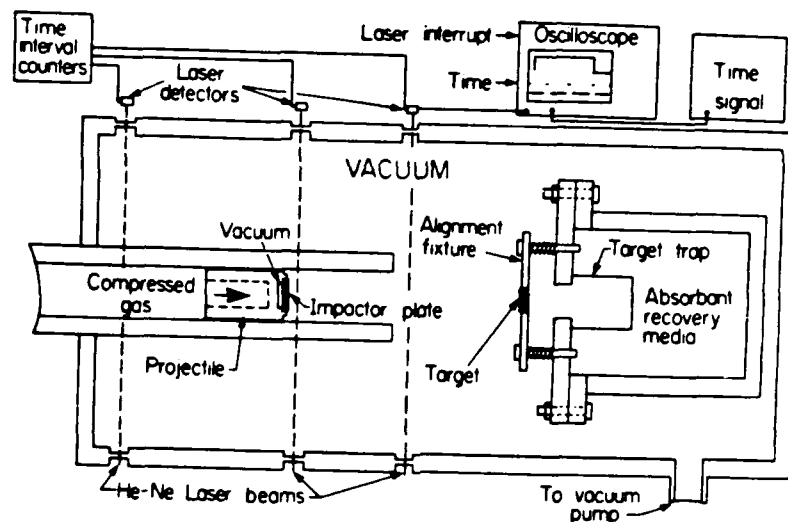 Time
interval
counters
Laser
detectors
Laser interrupt
Time
Oscilloscope
Time
signal
VACUUM
Vacuum
Compressed
gas
Impactor plate
Projectile
Alignment
fixture
Target trap
Absorbant
recovery
media
Target
He-Ne Laser beams
To vacuum
pump